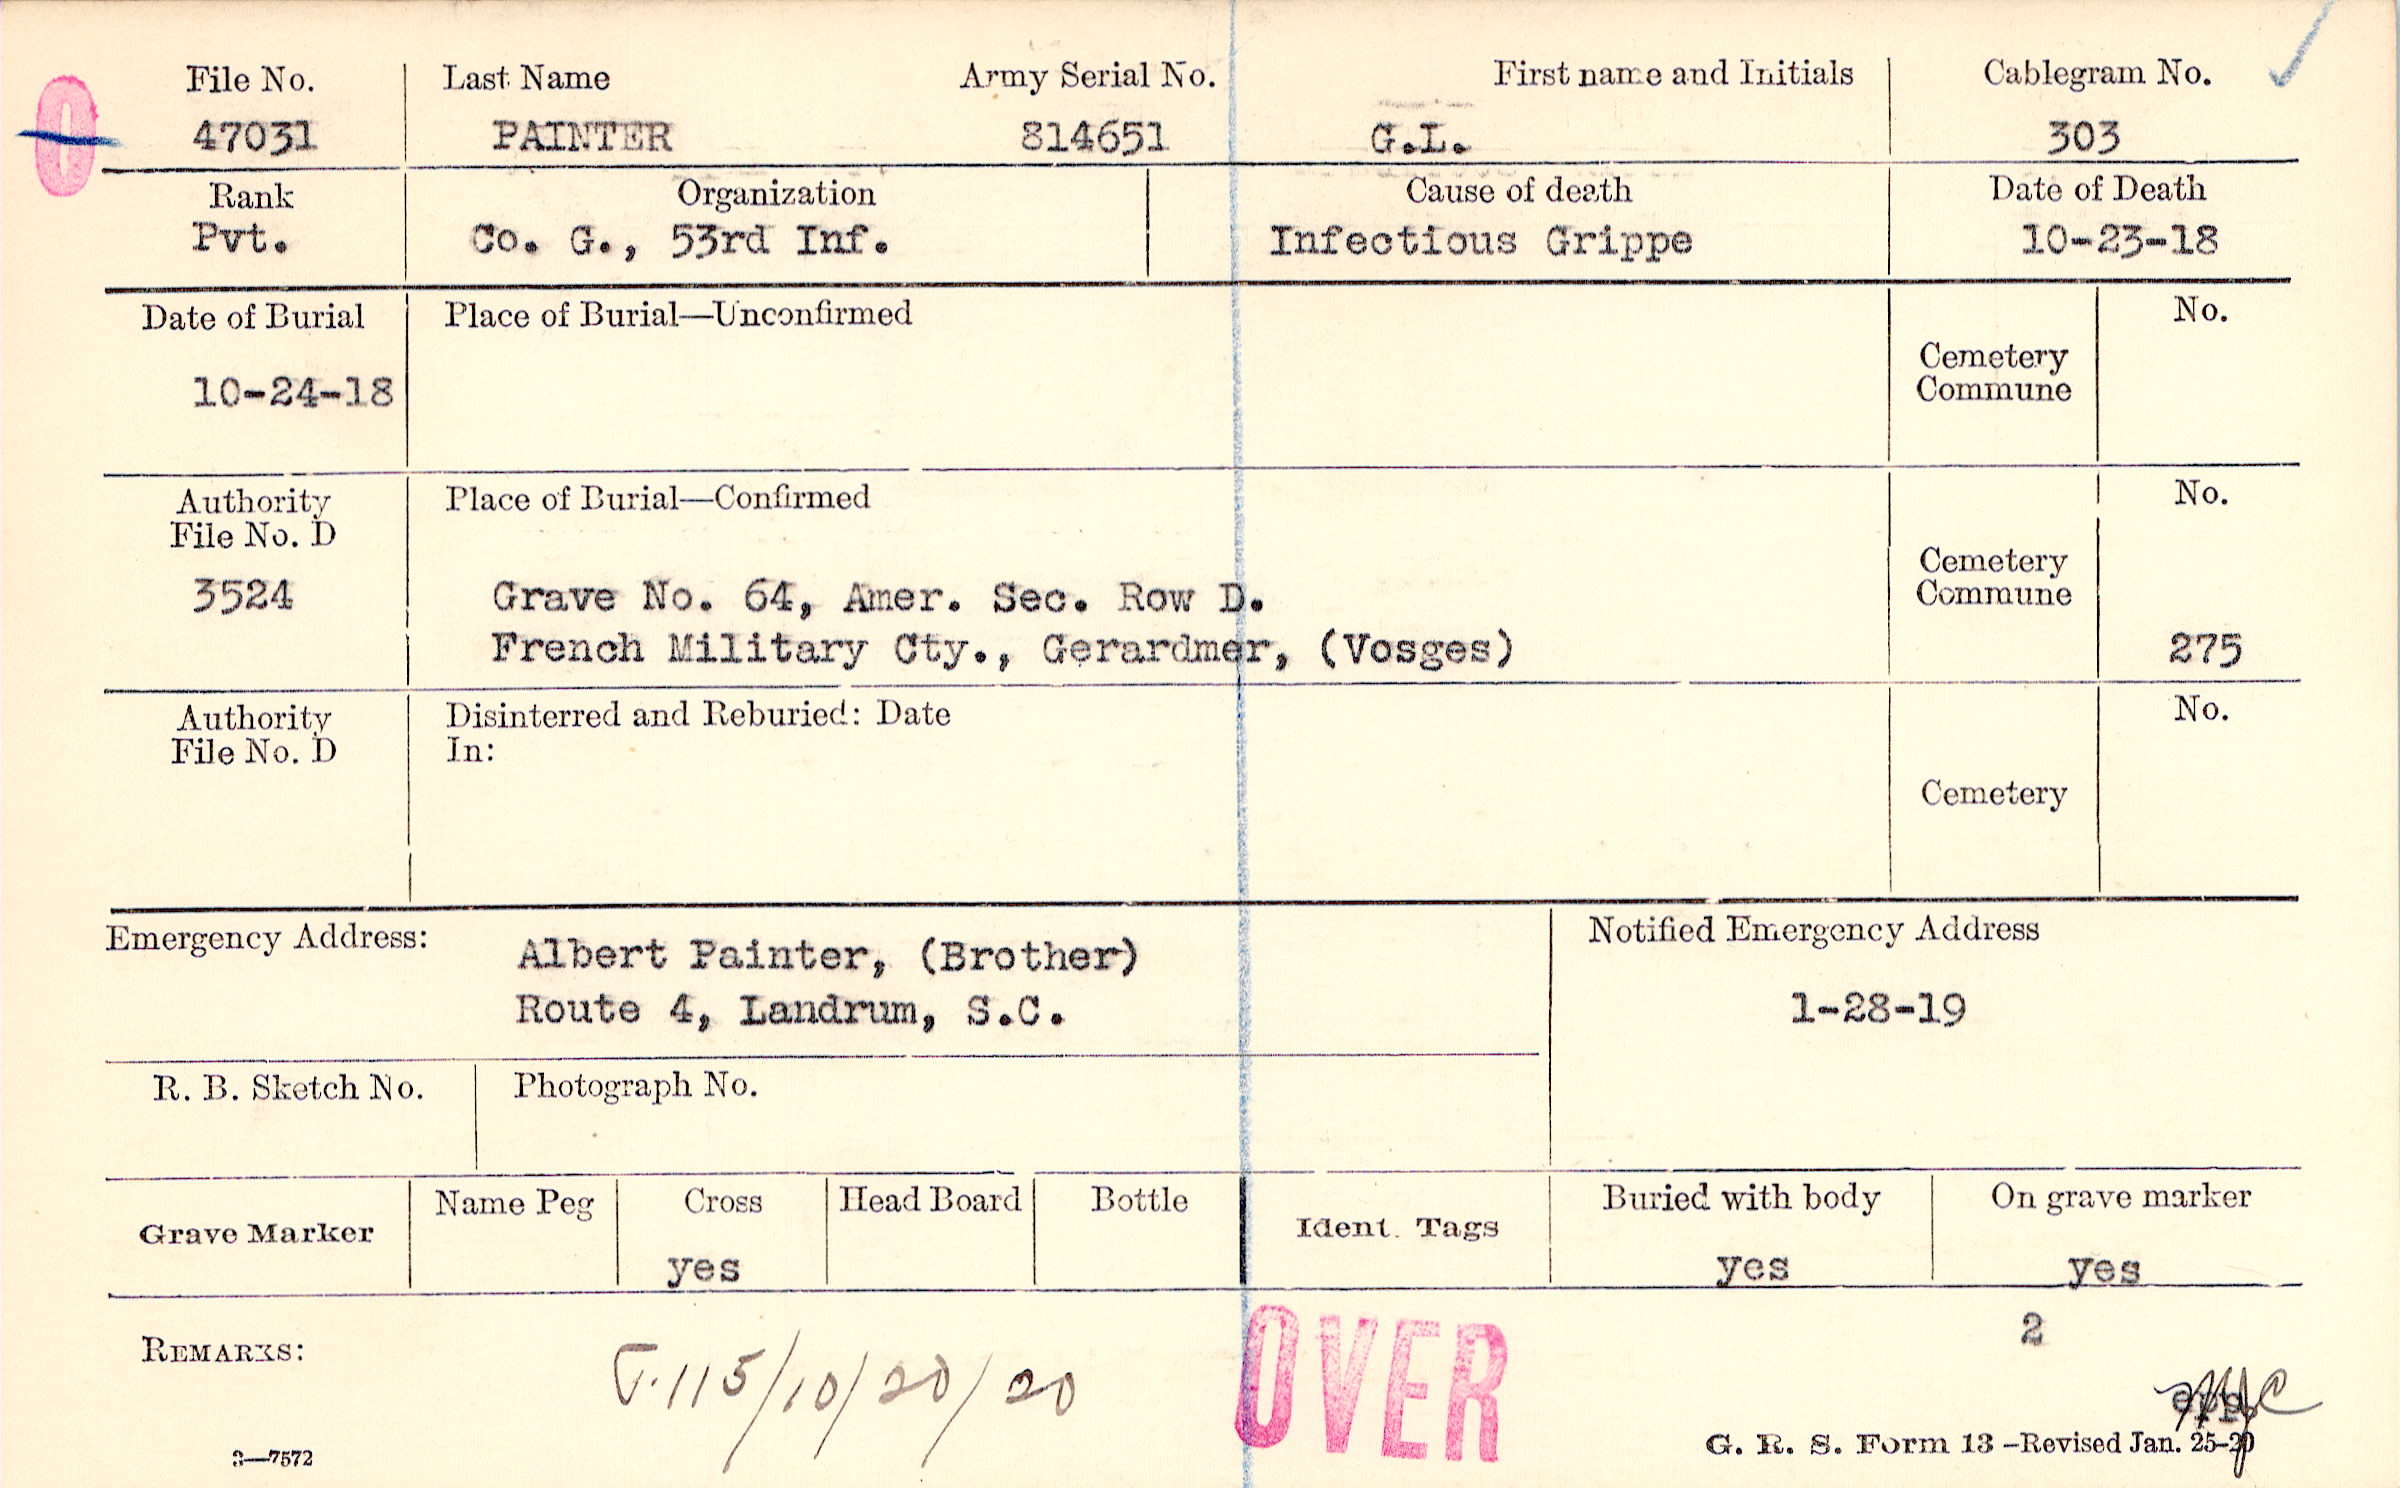 0
File No. Last Name Army Serial No. First name and Initials Cablegram No.
47031 PAINTER 814651 G.L. 303
Rank Organization Cause of death Date of Death
Pvt. Co. G., 53rd Inf. Infectious Grippe 10-23-18
Date of Burial Place of Burial—Unconfirmed No.
Cemetery
Commune
10-24-18
Authority Place of Burial—Confirmed No.
File No. D
Cemetery
Commune
3524 Grave No. 64, Amer. Sec. Row D.
French Military Cty., Gerardmer, (Vosges) 275
Authority Disinterred and Reburied: Date No.
File No. D In:
Cemetery
Emergency Address: Albert Painter, (Brother) Notified Emergency Address
Route 4, Landrum, S.C. 1-28-19
R. B. Sketch No. Photograph No.
Grave Marker Name Peg Cross Head Board Bottle Ident. Tags Buried with body On grave marker
yes yes yes
2
REMARKS: 115/10/20/20 OVER
3—7572 G. R. S. Form 13—Revised Jan. 25-20